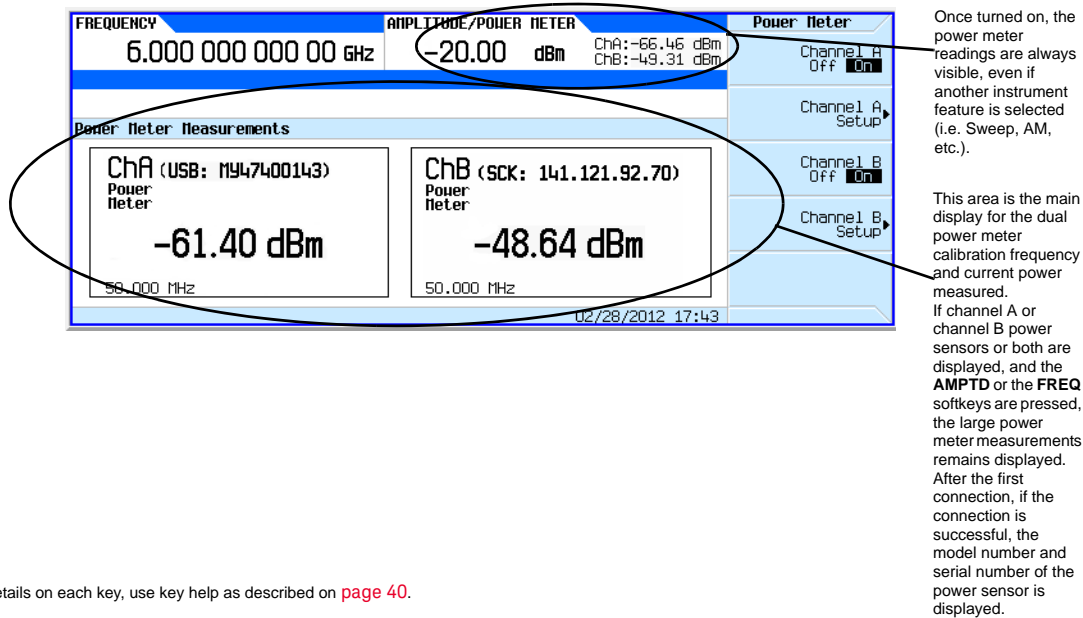 FREQUENCY
6.000 000 000 00 GHz
AMPLITUDE/POWER METER
-20.00 dBm
ChA:-66.46 dBm
ChB:-49.31 dBm
Power Meter Measurements
ChA (USB: MY47400143)
Power
Meter
-61.40 dBm
50.000 MHz
ChB (SCK: 141.121.92.70)
Power
Meter
-48.64 dBm
50.000 MHz
02/28/2012 17:43
Power Meter
Channel A
Off On
Channel A
Setup
Channel B
Off On
Channel B
Setup
Once turned on, the
power meter
readings are always
visible, even if
another instrument
feature is selected
(i.e. Sweep, AM,
etc.).
This area is the main
display for the dual
power meter
calibration frequency
and current power
measured.
If channel A or
channel B power
sensors or both are
displayed, and the
AMPTD or the FREQ
softkeys are pressed,
the large power
meter measurements
remains displayed.
After the first
connection, if the
connection is
successful, the
model number and
serial number of the
power sensor is
displayed.
etails on each key, use key help as described on page 40.